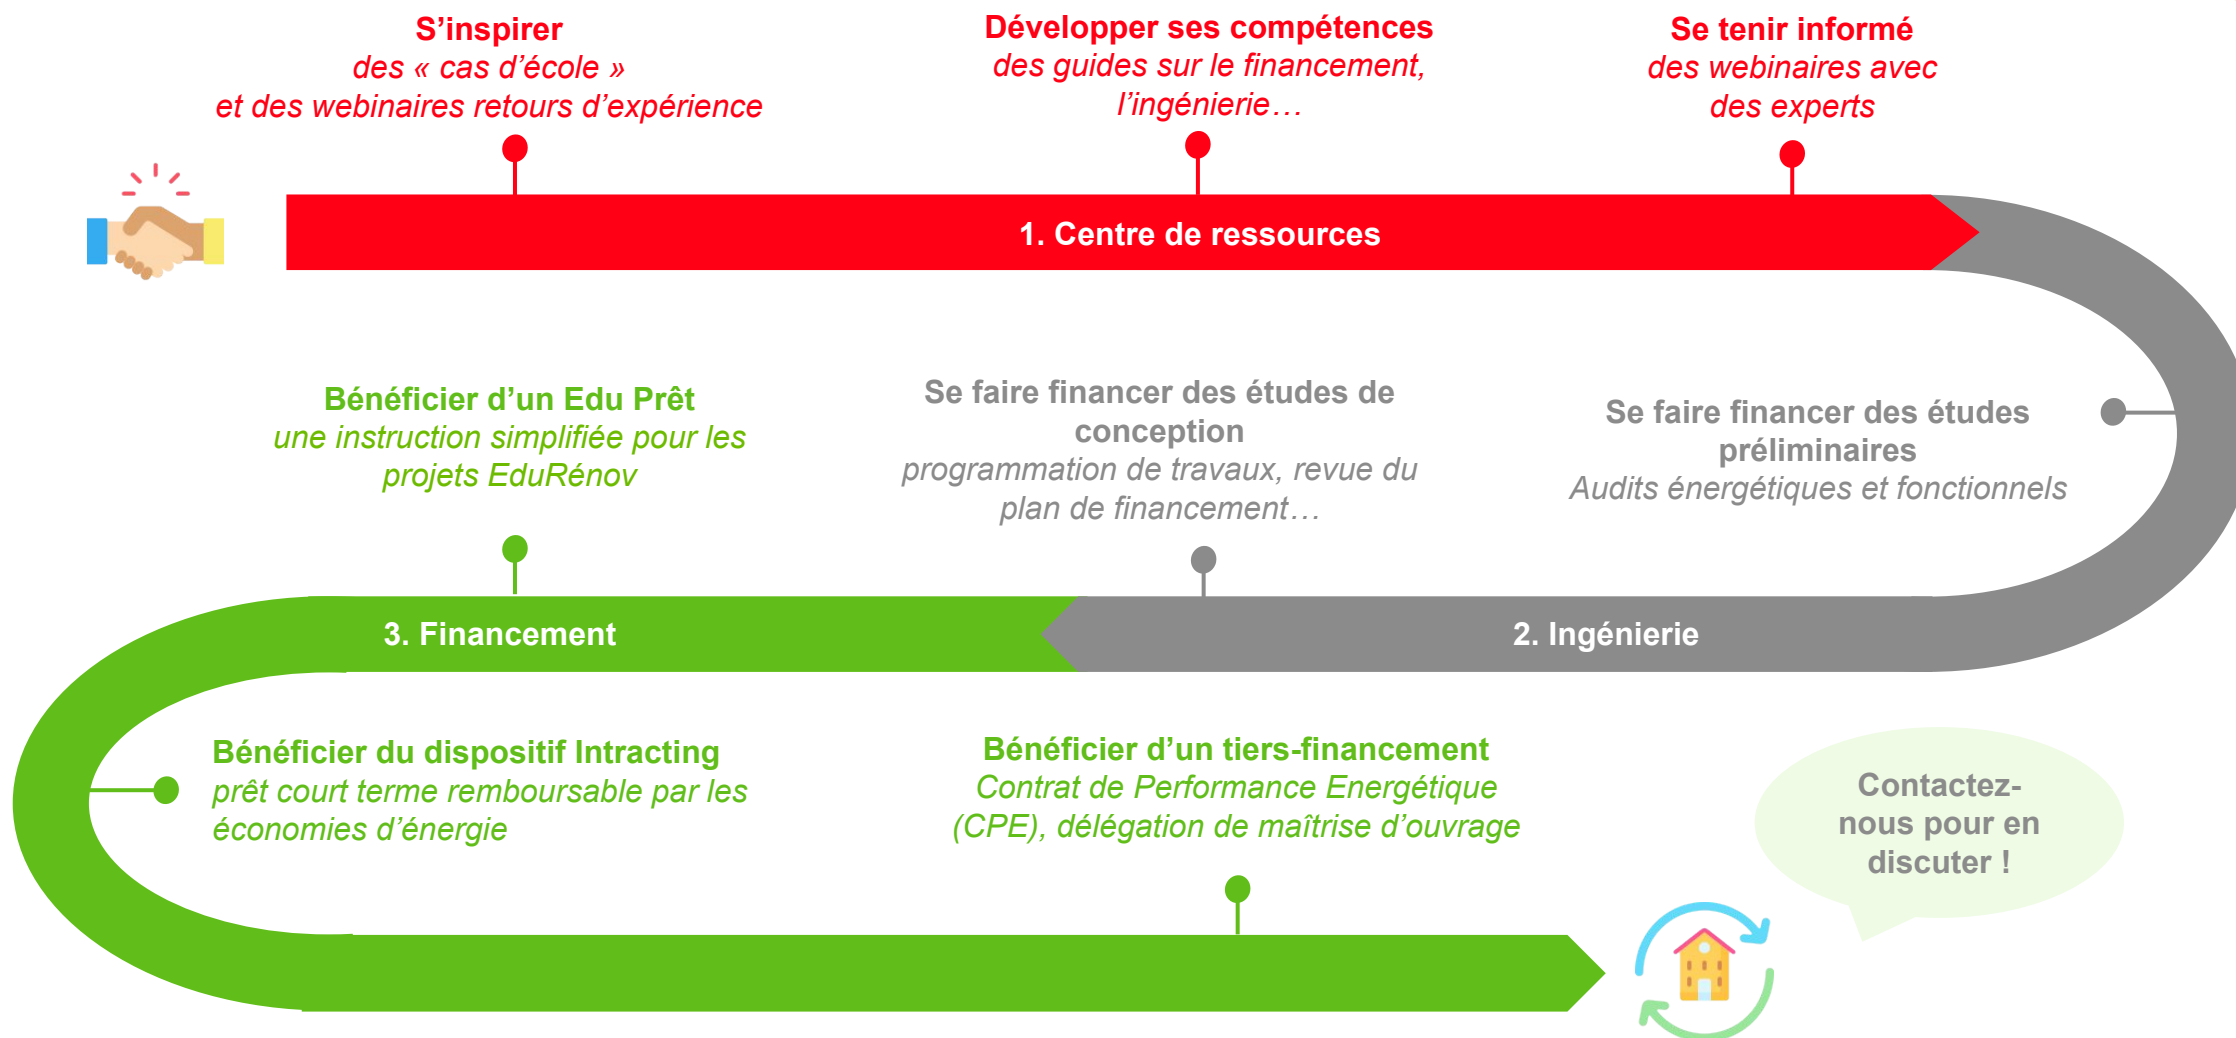 S’inspirer
des « cas d’école »
et des webinaires retours d’expérience
Développer ses compétences
des guides sur le financement,
l’ingénierie…
Se tenir informé
des webinaires avec
des experts
1. Centre de ressources
Se faire financer des études
préliminaires
Audits énergétiques et fonctionnels
Se faire financer des études de
conception
programmation de travaux, revue du
plan de financement…
2. Ingénierie
Bénéficier d’un Edu Prêt
une instruction simplifiée pour les
projets EduRénov
3. Financement
Bénéficier du dispositif Intracting
prêt court terme remboursable par les
économies d’énergie
Bénéficier d’un tiers-financement
Contrat de Performance Energétique
(CPE), délégation de maîtrise d’ouvrage
Contactez-
nous pour en
discuter !